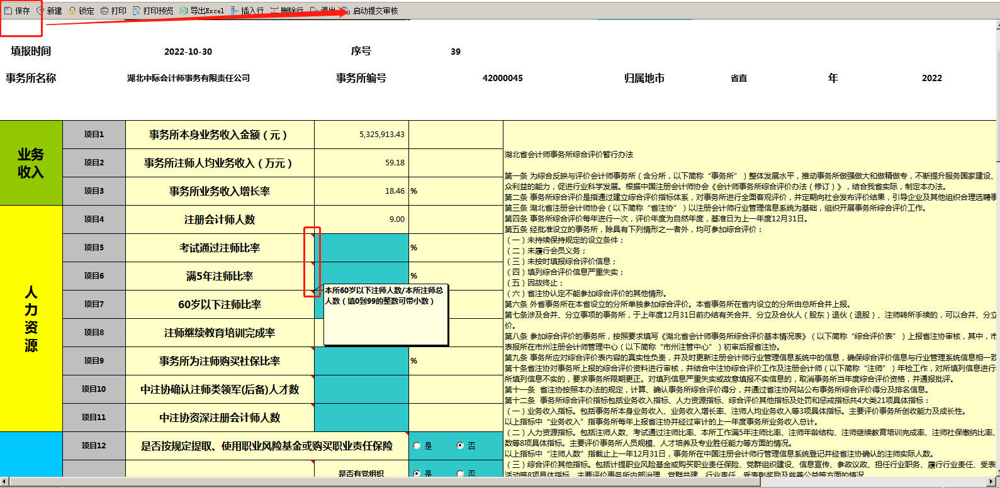 保存 新建 锁定 打印 打印预览 导出Excel 插入行 删除行 退出 启动提交审核
填报时间 2022-10-30 序号 39
事务所名称 湖北中际会计师事务有限责任公司 事务所编号 42000045 归属地市 省直 年 2022
业务收入
项目1 事务所本身业务收入金额（元） 5,325,913.43
项目2 事务所注师人均业务收入（万元） 59.18
项目3 事务所业务收入增长率 18.46 %
人力资源
项目4 注册会计师人数 9.00
项目5 考试通过注师比率 %
项目6 满5年注师比率 %
项目7 60岁以下注师比率
本所60岁以下注师人数/本所注师总
人数（填0到99的整数可带小数）
项目8 注师继续教育培训完成率
项目9 事务所为注师购买社保比率 %
项目10 中注协确认注师类领军(后备)人才数
项目11 中注协资深注册会计师人数
项目12 是否按规定提取、使用职业风险基金或购买职业责任保险 是 否
是否有党组织 是 否
湖北省会计师事务所综合评价暂行办法
第一条 为综合反映与评价会计师事务所（含分所，以下简称“事务所”）整体发展水平，推动事务所做强做大和做精做专，不断提升服务国家建设、
众利益的能力，促进行业科学发展。根据中国注册会计师协会《会计师事务所综合评价办法（修订）》，结合我省实际，制定本办法。
第二条 事务所综合评价是指通过建立综合评价指标体系，对事务所进行全面客观评价，并定期向社会发布评价结果，引导企业及其他组织合理选聘事
第三条 湖北省注册会计师协会（以下简称“省注协”）以注册会计师行业管理信息系统为基础，组织开展事务所综合评价工作。
第四条 事务所综合评价每年进行一次，评价年度为自然年度，基准日为上一年度12月31日。
第五条 经批准设立的事务所，除具有下列情形之一者外，均可参加综合评价：
（一）未持续保持规定的设立条件；
（二）未履行会员义务；
（三）未按时填报综合评价信息；
（四）填列综合评价信息严重失实；
（五）因故终止；
（六）省注协认定不能参加综合评价的其他情形。
第六条 外省事务所在本省设立的分所单独参加综合评价。本省事务所在省内设立的分所由总所合并上报。
第七条涉及合并、分立事项的事务所，于上年度12月31日前办结有关合并、分立及合伙人（股东）退伙（退股）、注师转所手续的，可以合并、分立
价。
第八条 参加综合评价的事务所，按照要求填写《湖北省会计师事务所综合评价基本情况表》（以下简称“综合评价表”）上报省注协审核，其中，市
表报所在市州注册会计师管理中心（以下简称“市州注管中心”）初审后报省注协。
第九条 事务所应对综合评价表内容的真实性负责，并及时更新注册会计师行业管理信息系统中的信息，确保综合评价信息与行业管理系统信息相一致
第十条省注协对事务所上报的综合评价资料进行审核，并结合中注协综合评价工作及注册会计师（以下简称“注师”）年检工作，对所填列信息进行
所填列信息不实的，要求事务所限期更正。对填列信息严重失实或故意填报不实信息的，取消事务所当年度综合评价资格，并通报批评。
第十一条 省注协按照本办法的规定，计算、确认事务所综合评价得分，并通过省注协网站公布事务所综合评价得分及排名信息。
第十二条 事务所综合评价指标包括业务收入指标、人力资源指标、综合评价其他指标及处罚和惩戒指标共4大类21项具体指标：
（一）业务收入指标。包括事务所本身业务收入、业务收入增长率、注师人均业务收入等3项具体指标。主要评价事务所创收能力及成长性。
以上指标中“业务收入”指事务所每年上报省注协并经过审计的上一年度事务所业务收入总计。
（二）人力资源指标。包括注师人数、考试通过注师比率、本所工作满5年注师比率、注师年龄结构、注师继续教育培训完成率、注师社保缴纳比率、
数等8项具体指标。主要评价事务所人员规模、人才培养及专业胜任能力等方面的情况。
以上指标中“注师人数”指截止上一年12月31日，事务所在中国注册会计师行管理信息系统登记并经省注协确认的注师实际人数。
（三）综合评价其他指标。包括计提职业风险基金或购买职业责任保险、党群组织建设、信息宣传、参政议政、担任行业职务、履行行业责任、受表
活动等8项具体指标。主要评价事务所内部治理、党群共建、行业责任、受表彰奖励及慈善公益等方面的情况。